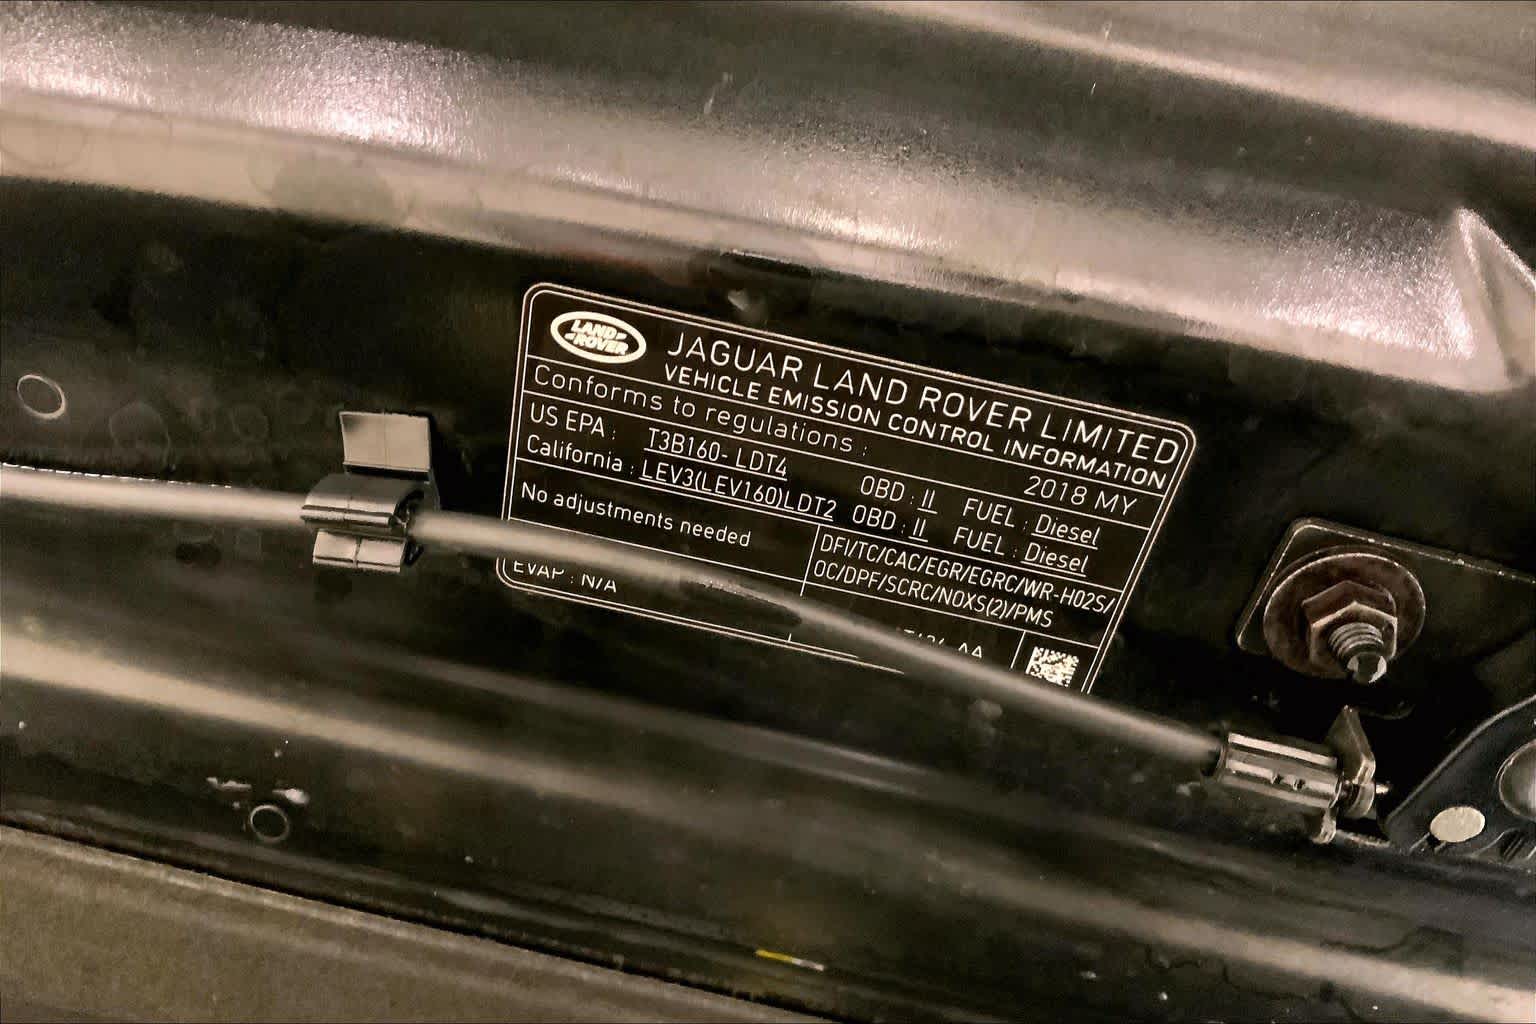 LAND-
-ROVER
JAGUAR LAND ROVER LIMITED
VEHICLE EMISSION CONTROL INFORMATION
Conforms to regulations :
2018 MY
US EPA : T3B160- LDT4 OBD : II FUEL : Diesel
California : LEV3(LEV160)LDT2 OBD : II FUEL : Diesel
No adjustments needed
DFI/TC/CAC/EGR/EGRC/WR-HO2S/
OC/DPF/SCRC/NOXS(2)/PMS
EVAP : N/A
AA